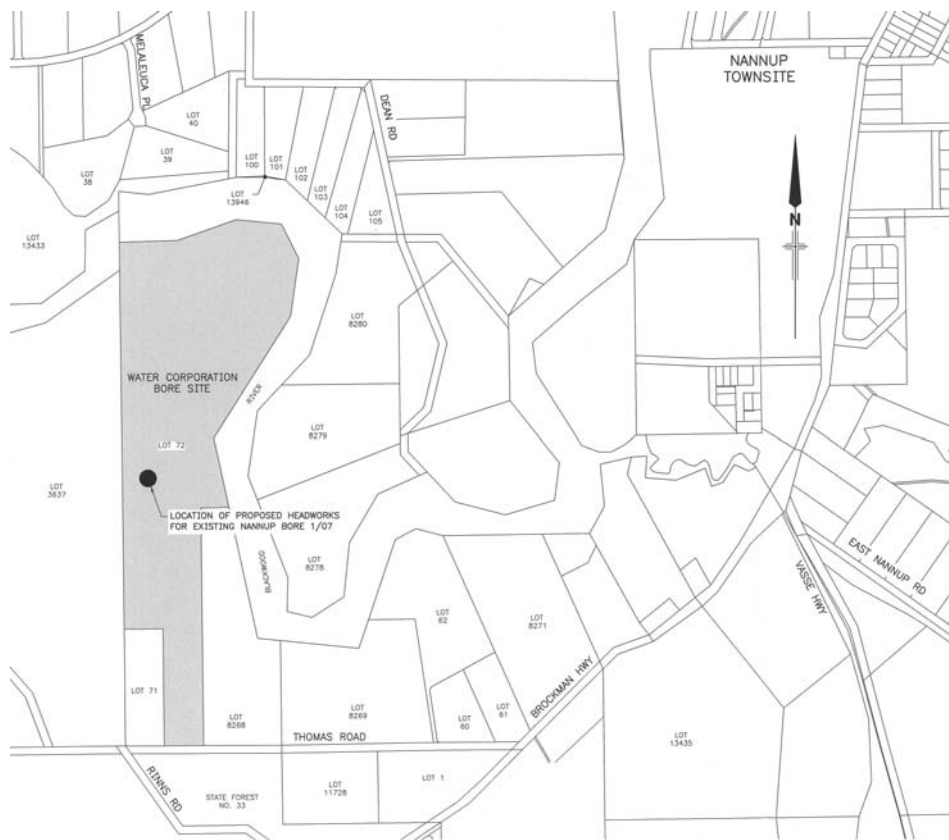 NANNUP
TOWNSITE
MELALEUCA PL
DEAN RD
LOT
40
LOT
39
LOT
38
LOT
100
LOT
101
LOT
102
LOT
103
LOT
104
LOT
105
LOT
13946
LOT
13433
N
LOT
8280
WATER CORPORATION
BORE SITE
RIVER
LOT 72
LOT
8279
LOT
3637
LOCATION OF PROPOSED HEADWORKS
FOR EXISTING NANNUP BORE 1/07
BLACKWOOD
LOT
8278
EAST NANNUP RD
VASSE HWY
LOT
62
LOT
8271
BROCKMAN HWY
LOT 71
LOT
8268
LOT
8269
LOT
60
LOT
61
THOMAS ROAD
LOT
13435
RINNS RD
STATE FOREST
NO. 33
LOT
11728
LOT 1